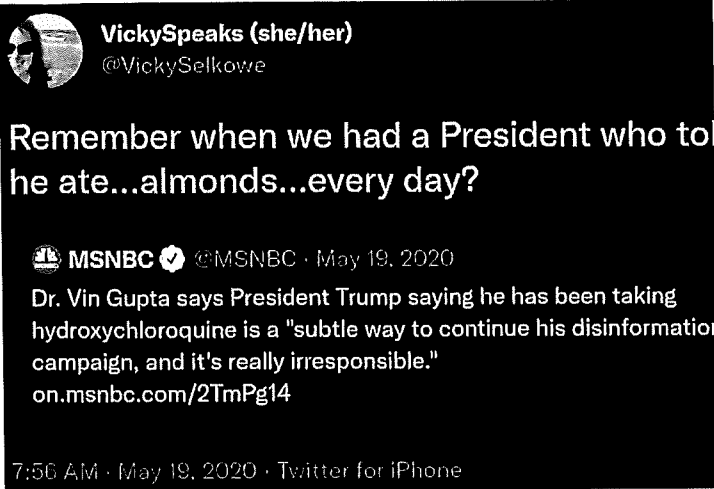 VickySpeaks (she/her)
@VickySelkowe
Remember when we had a President who
he ate...almonds...every day?
MSNBC @MSNBC · May 19, 2020
Dr. Vin Gupta says President Trump saying he has been taking
hydroxychloroquine is a "subtle way to continue his
campaign, and it's really irresponsible."
on.msnbc.com/2TmPg14
7:56 AM · May 19, 2020 · Twitter for iPhone